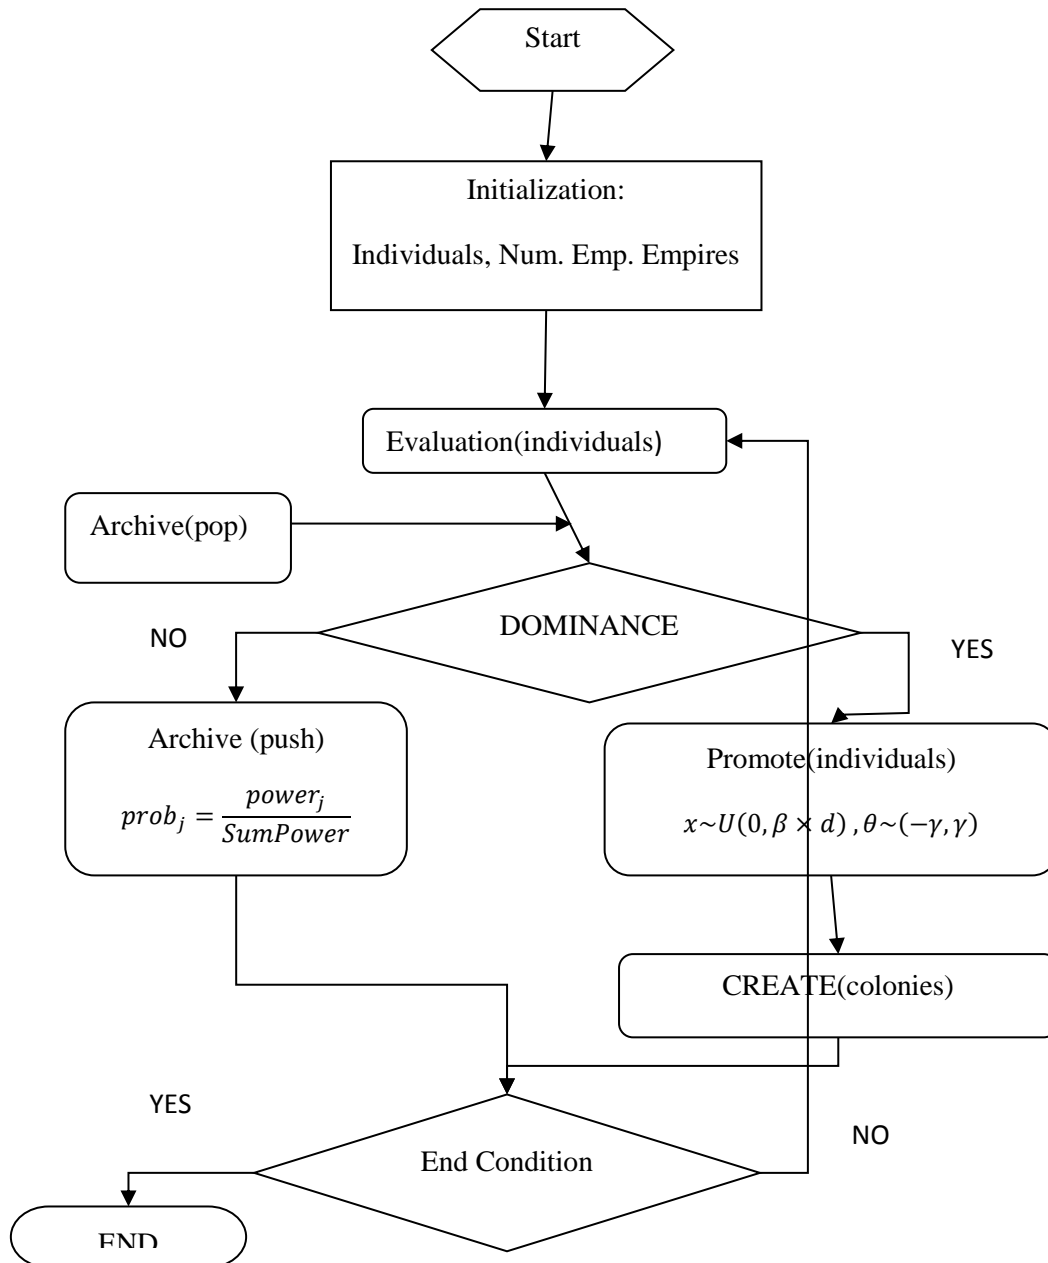 Start
Initialization:
Individuals, Num. Emp. Empires
Evaluation(individuals)
Archive(pop)
DOMINANCE
NO
YES
Archive (push)
prob_j = power_j / SumPower
Promote(individuals)
x~U(0, β × d) , θ~(−γ, γ)
CREATE(colonies)
YES
End Condition
NO
END